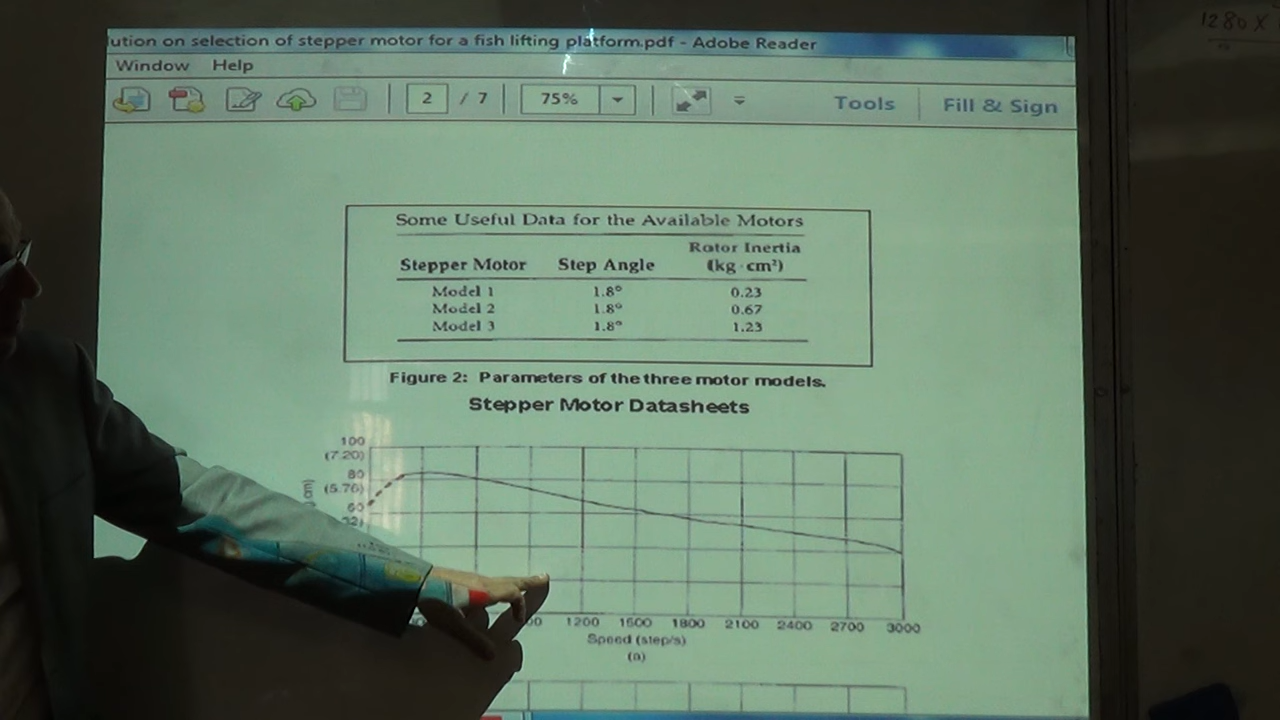 1280 x
ution on selection of stepper motor for a fish lifting platform.pdf - Adobe Reader
Window Help
2 / 7 75% Tools Fill & Sign
Some Useful Data for the Available Motors
Stepper Motor Step Angle Rotor Inertia (kg · cm²)
Model 1 1.8° 0.23
Model 2 1.8° 0.67
Model 3 1.8° 1.23
Figure 2: Parameters of the three motor models.
Stepper Motor Datasheets
100
(7.20)
80
(5.76)
60
1200 1500 1800 2100 2400 2700 3000
Speed (step/s)
(a)